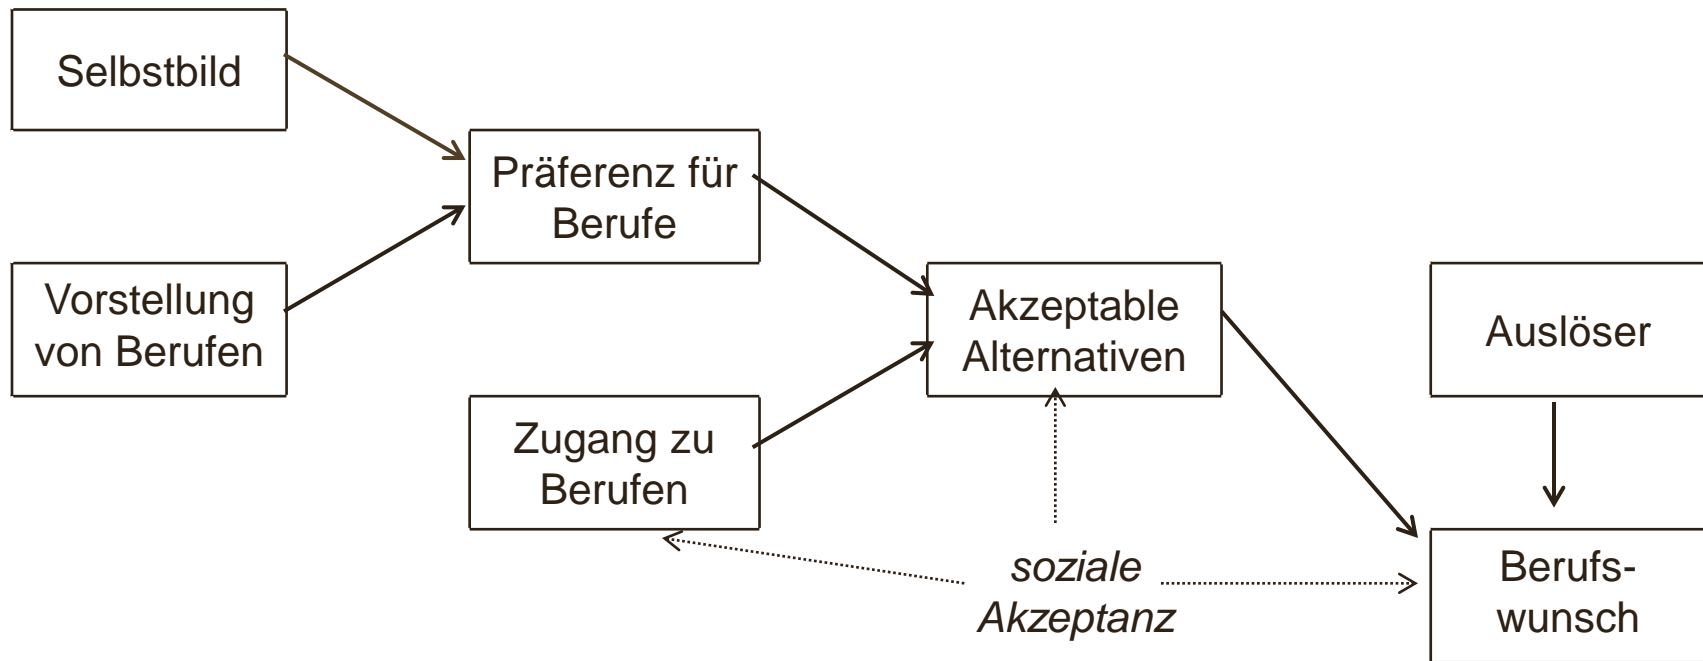 Selbstbild
Präferenz für
Berufe
Vorstellung
von Berufen
Akzeptable
Alternativen
Auslöser
Zugang zu
Berufen
soziale
Akzeptanz
Berufs-
wunsch